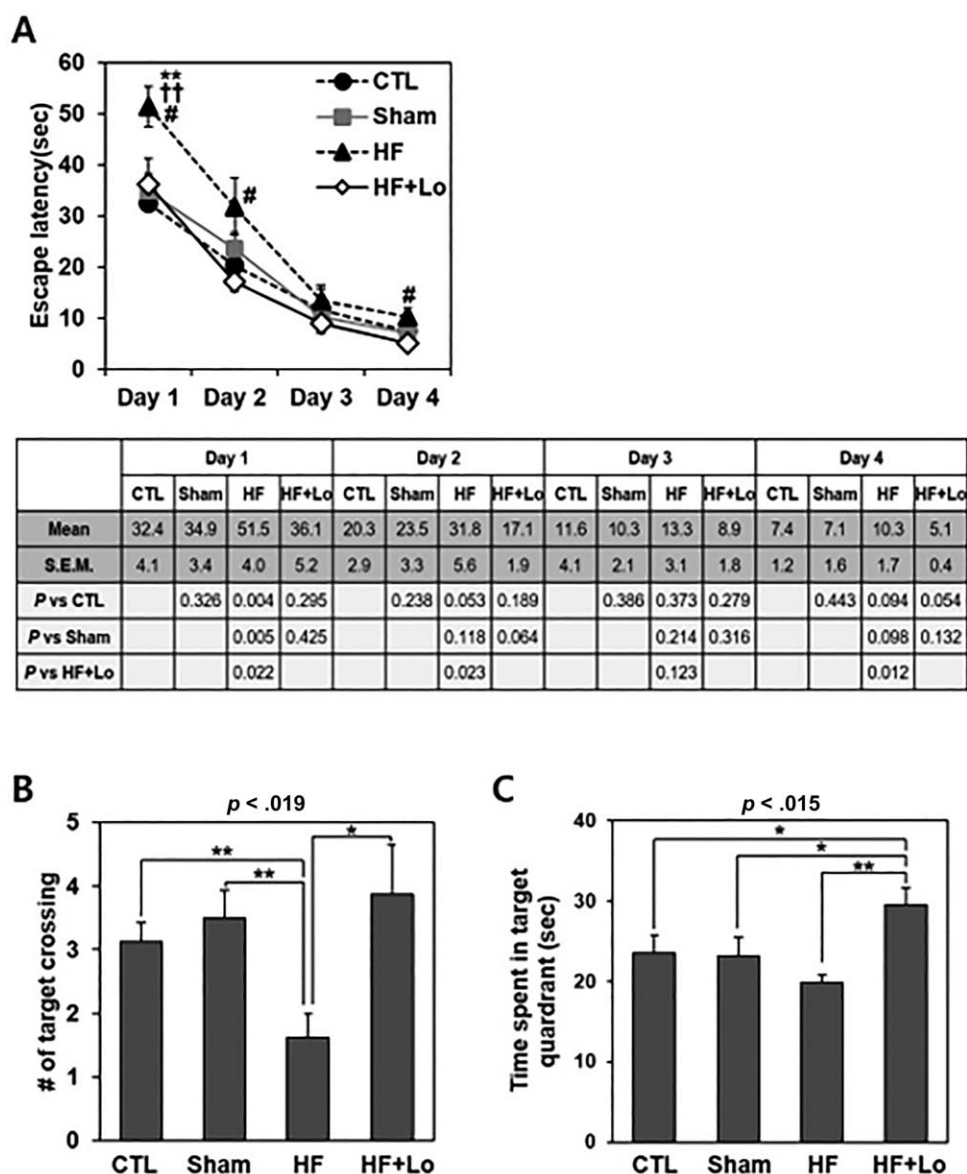 A
60
50
40
30
20
10
0
Escape latency(sec)
**
††
#
#
#
CTL
Sham
HF
HF+Lo
Day 1 Day 2 Day 3 Day 4
Day 1 Day 2 Day 3 Day 4
CTL Sham HF HF+Lo CTL Sham HF HF+Lo CTL Sham HF HF+Lo CTL Sham HF HF+Lo
Mean 32.4 34.9 51.5 36.1 20.3 23.5 31.8 17.1 11.6 10.3 13.3 8.9 7.4 7.1 10.3 5.1
S.E.M. 4.1 3.4 4.0 5.2 2.9 3.3 5.6 1.9 4.1 2.1 3.1 1.8 1.2 1.6 1.7 0.4
P vs CTL 0.326 0.004 0.295 0.238 0.053 0.189 0.386 0.373 0.279 0.443 0.094 0.054
P vs Sham 0.005 0.425 0.118 0.064 0.214 0.316 0.098 0.132
P vs HF+Lo 0.022 0.023 0.123 0.012
B
p < .019
5
4
3
2
1
0
# of target crossing
**
**
*
CTL Sham HF HF+Lo
C
p < .015
40
30
20
10
0
Time spent in target
quardrant (sec)
*
*
**
CTL Sham HF HF+Lo